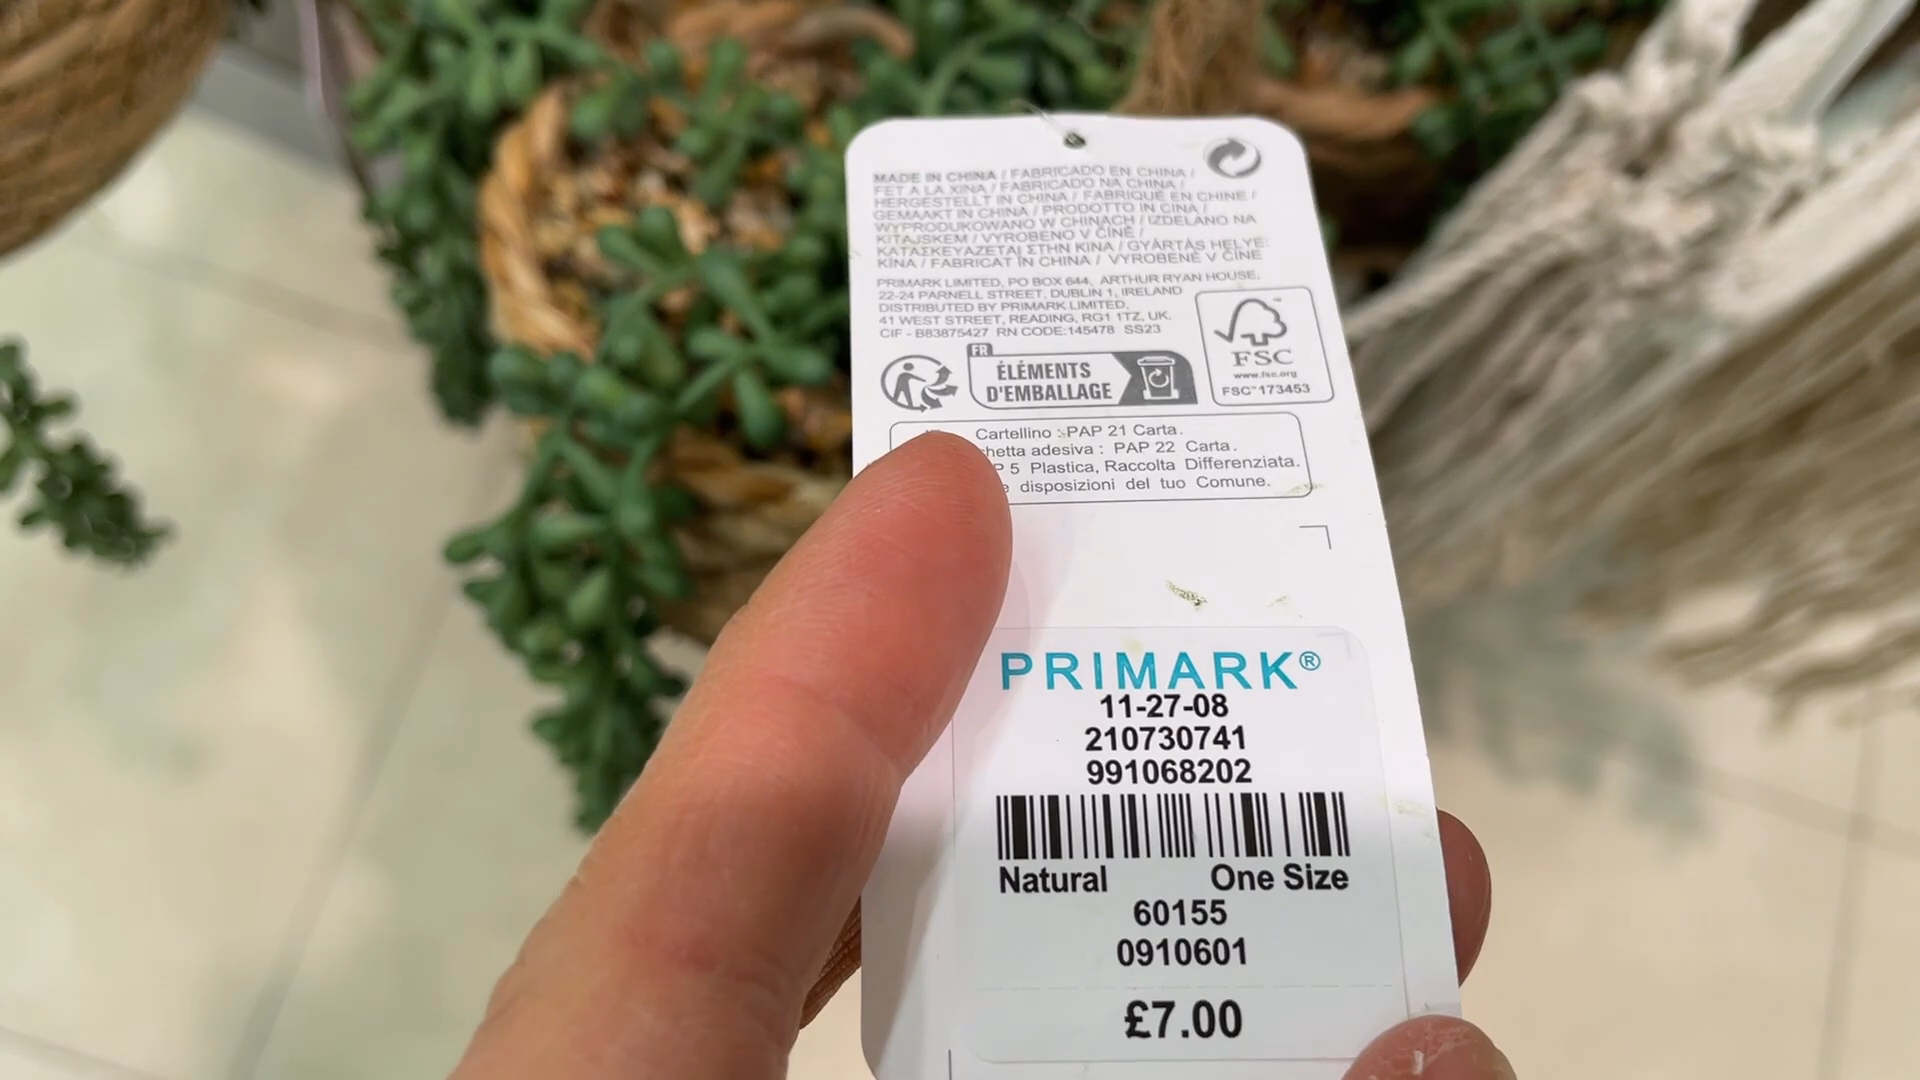 MADE IN CHINA / FABRICADO EN CHINA /
FET A LA XINA / FABRICADO NA CHINA /
HERGESTELLT IN CHINA / FABRIQUÉ EN CHINE /
GEMAAKT IN CHINA / PRODOTTO IN CINA /
WYPRODUKOWANO W CHINACH / IZDELANO NA
KITAJSKEM / VYROBENO V ČÍNĚ /
ΚΑΤΑΣΚΕΥΑΖΕΤΑΙ ΣΤΗΝ ΚΙΝΑ / GYÁRTÁS HELYE:
KÍNA / FABRICAT ÎN CHINA / VYROBENÉ V ČÍNE
PRIMARK LIMITED, PO BOX 644, ARTHUR RYAN HOUSE,
22-24 PARNELL STREET, DUBLIN 1, IRELAND
DISTRIBUTED BY PRIMARK LIMITED,
41 WEST STREET, READING, RG1 1TZ, UK.
CIF - B83875427 RN CODE:145478 SS23
FR
ÉLÉMENTS
D'EMBALLAGE
FSC
www.fsc.org
FSC™173453
Cartellino : PAP 21 Carta.
adesiva : PAP 22 Carta.
5 Plastica, Raccolta Differenziata.
disposizioni del tuo Comune.
PRIMARK®
11-27-08
210730741
991068202
Natural One Size
60155
0910601
£7.00